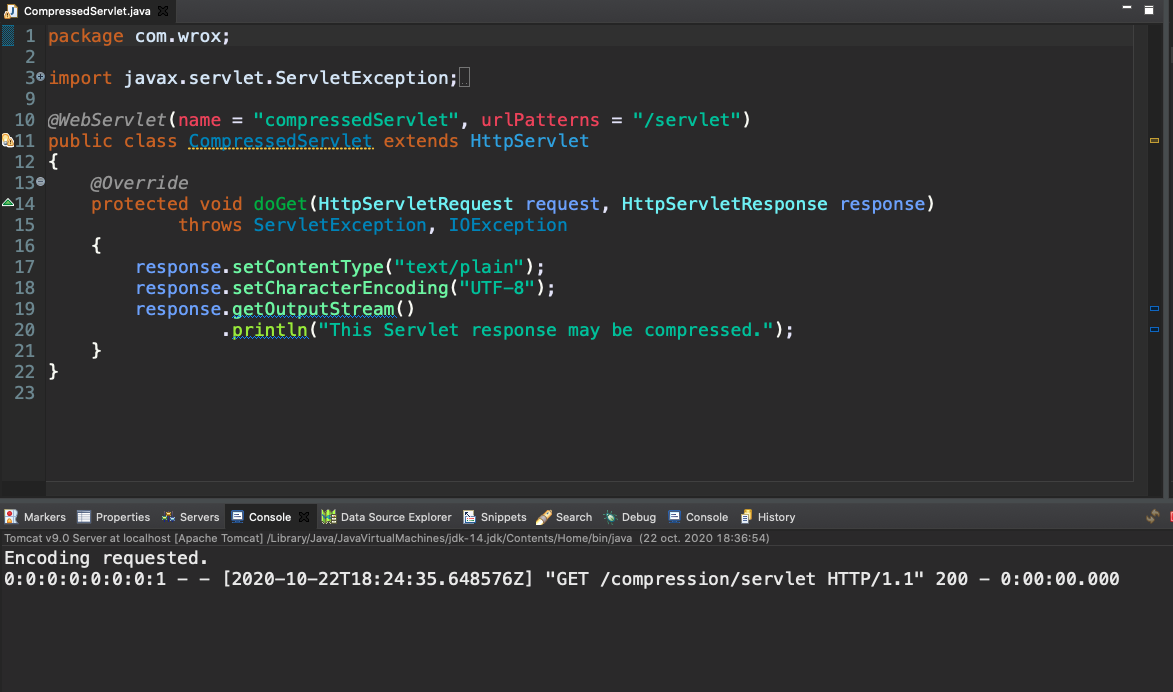 CompressedServlet.java
1 package com.wrox;
2
3 import javax.servlet.ServletException;
9
10 @WebServlet(name = "compressedServlet", urlPatterns = "/servlet")
11 public class CompressedServlet extends HttpServlet
12 {
13     @Override
14     protected void doGet(HttpServletRequest request, HttpServletResponse response)
15             throws ServletException, IOException
16     {
17         response.setContentType("text/plain");
18         response.setCharacterEncoding("UTF-8");
19         response.getOutputStream()
20                 .println("This Servlet response may be compressed.");
21     }
22 }
23
Markers Properties Servers Console Data Source Explorer Snippets Search Debug Console History
Tomcat v9.0 Server at localhost [Apache Tomcat] /Library/Java/JavaVirtualMachines/jdk-14.jdk/Contents/Home/bin/java (22 oct. 2020 18:36:54)
Encoding requested.
0:0:0:0:0:0:0:1 - - [2020-10-22T18:24:35.648576Z] "GET /compression/servlet HTTP/1.1" 200 - 0:00:00.000